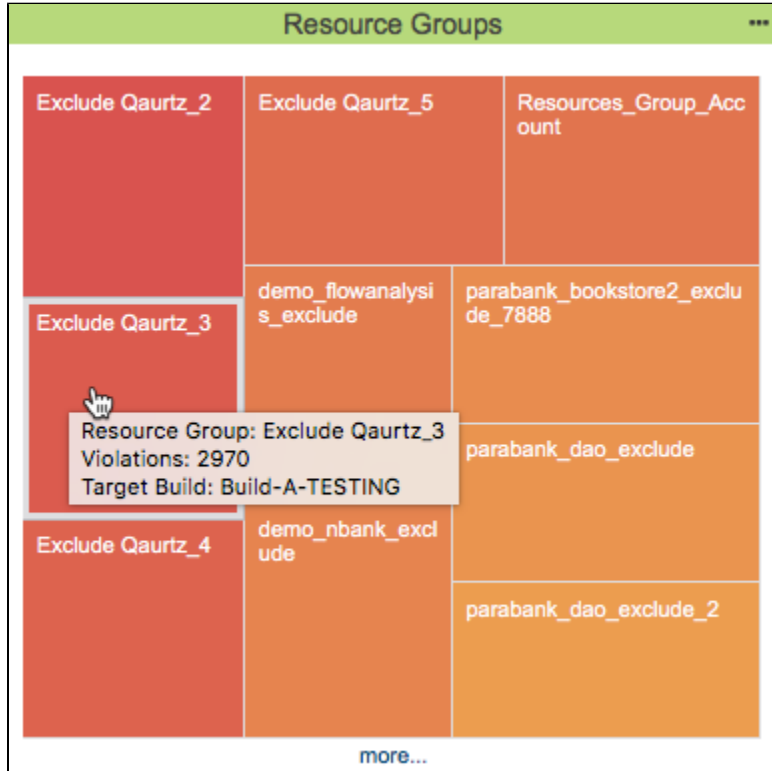 Resource Groups
Exclude Qaurtz_2
Exclude Qaurtz_5
Resources_Group_Acc
ount
Exclude Qaurtz_3
demo_flowanalysi
s_exclude
parabank_bookstore2_exclu
de_7888
Resource Group: Exclude Qaurtz_3
Violations: 2970
Target Build: Build-A-TESTING
parabank_dao_exclude
Exclude Qaurtz_4
demo_nbank_excl
ude
parabank_dao_exclude_2
more...